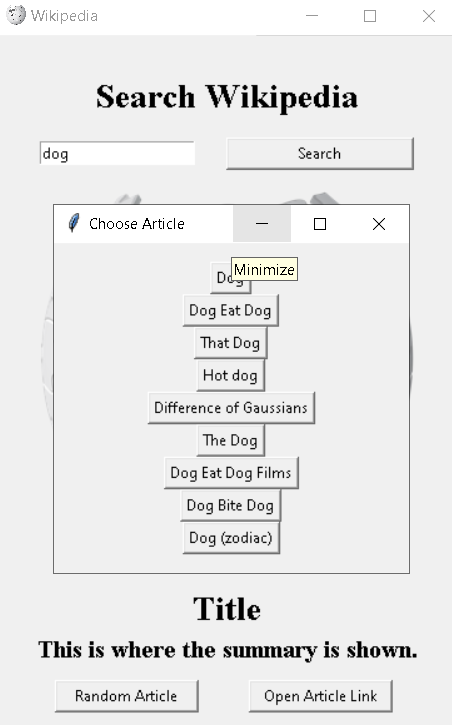 Wikipedia
Search Wikipedia
dog
Search
Choose Article
Minimize
Dog
Dog Eat Dog
That Dog
Hot dog
Difference of Gaussians
The Dog
Dog Eat Dog Films
Dog Bite Dog
Dog (zodiac)
Title
This is where the summary is shown.
Random Article
Open Article Link